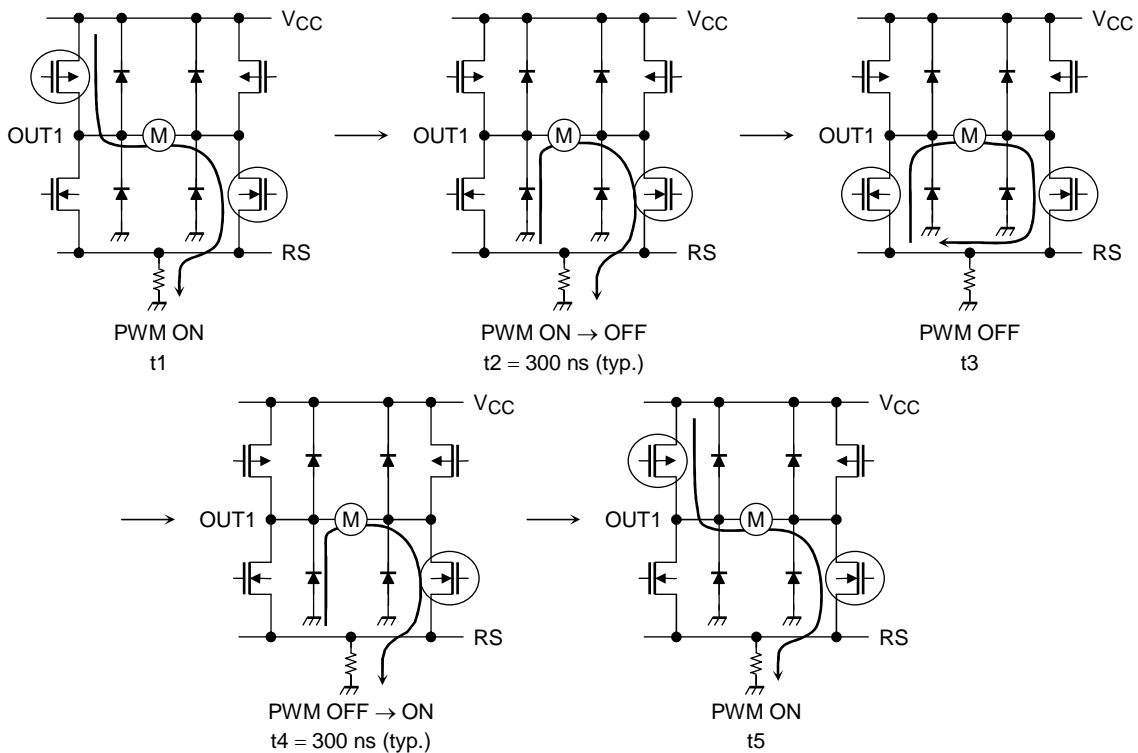 VCC
OUT1
M
RS
PWM ON
t1
VCC
OUT1
M
RS
PWM ON → OFF
t2 = 300 ns (typ.)
VCC
OUT1
M
RS
PWM OFF
t3
VCC
OUT1
M
RS
PWM OFF → ON
t4 = 300 ns (typ.)
VCC
OUT1
M
RS
PWM ON
t5